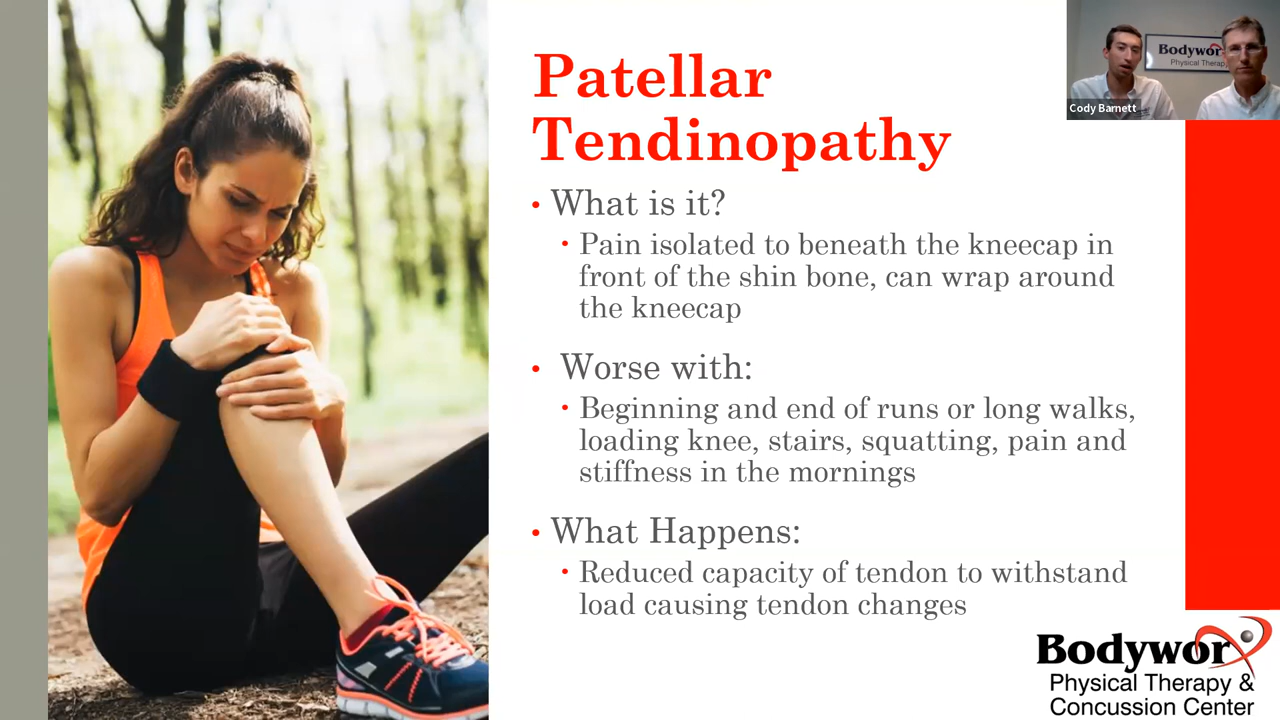 Patellar
Tendinopathy
• What is it?
• Pain isolated to beneath the kneecap in
front of the shin bone, can wrap around
the kneecap
• Worse with:
• Beginning and end of runs or long walks,
loading knee, stairs, squatting, pain and
stiffness in the mornings
• What Happens:
• Reduced capacity of tendon to withstand
load causing tendon changes
Bodywor
Physical Therap
Cody Barnett
Bodyworx
Physical Therapy &
Concussion Center